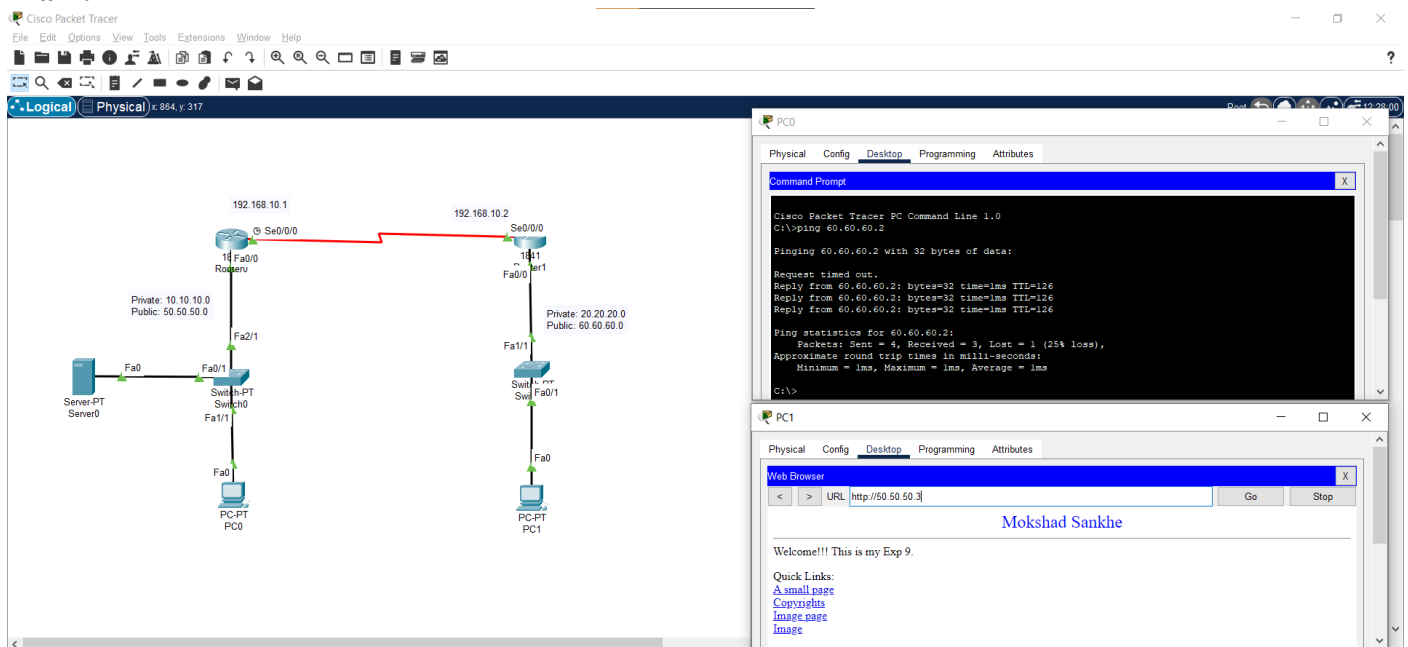 Cisco Packet Tracer
File Edit Options View Tools Extensions Window Help
?
Logical Physical x: 864, y: 317
Root 12:28:00
192.168.10.1
Se0/0/0
192.168.10.2
Se0/0/0
Fa0/0
1841
Fa0/0
Private: 10.10.10.0
Public: 50.50.50.0
Private: 20.20.20.0
Public: 60.60.60.0
Fa2/1
Fa1/1
Fa0
Fa0/1
Server-PT
Server0
Switch-PT
Switch0
Fa1/1
Fa0/1
Fa0
PC-PT
PC0
Fa0
PC-PT
PC1
PC0
Physical Config Desktop Programming Attributes
Command Prompt X
Cisco Packet Tracer PC Command Line 1.0
C:\>ping 60.60.60.2
Pinging 60.60.60.2 with 32 bytes of data:
Request timed out.
Reply from 60.60.60.2: bytes=32 time=1ms TTL=126
Reply from 60.60.60.2: bytes=32 time=1ms TTL=126
Reply from 60.60.60.2: bytes=32 time=1ms TTL=126
Ping statistics for 60.60.60.2:
Packets: Sent = 4, Received = 3, Lost = 1 (25% loss),
Approximate round trip times in milli-seconds:
Minimum = 1ms, Maximum = 1ms, Average = 1ms
C:\>
PC1
Physical Config Desktop Programming Attributes
Web Browser X
< > URL http://50.50.50.3 Go Stop
Mokshad Sankhe
Welcome!!! This is my Exp 9.
Quick Links:
A small page
Copyrights
Image page
Image